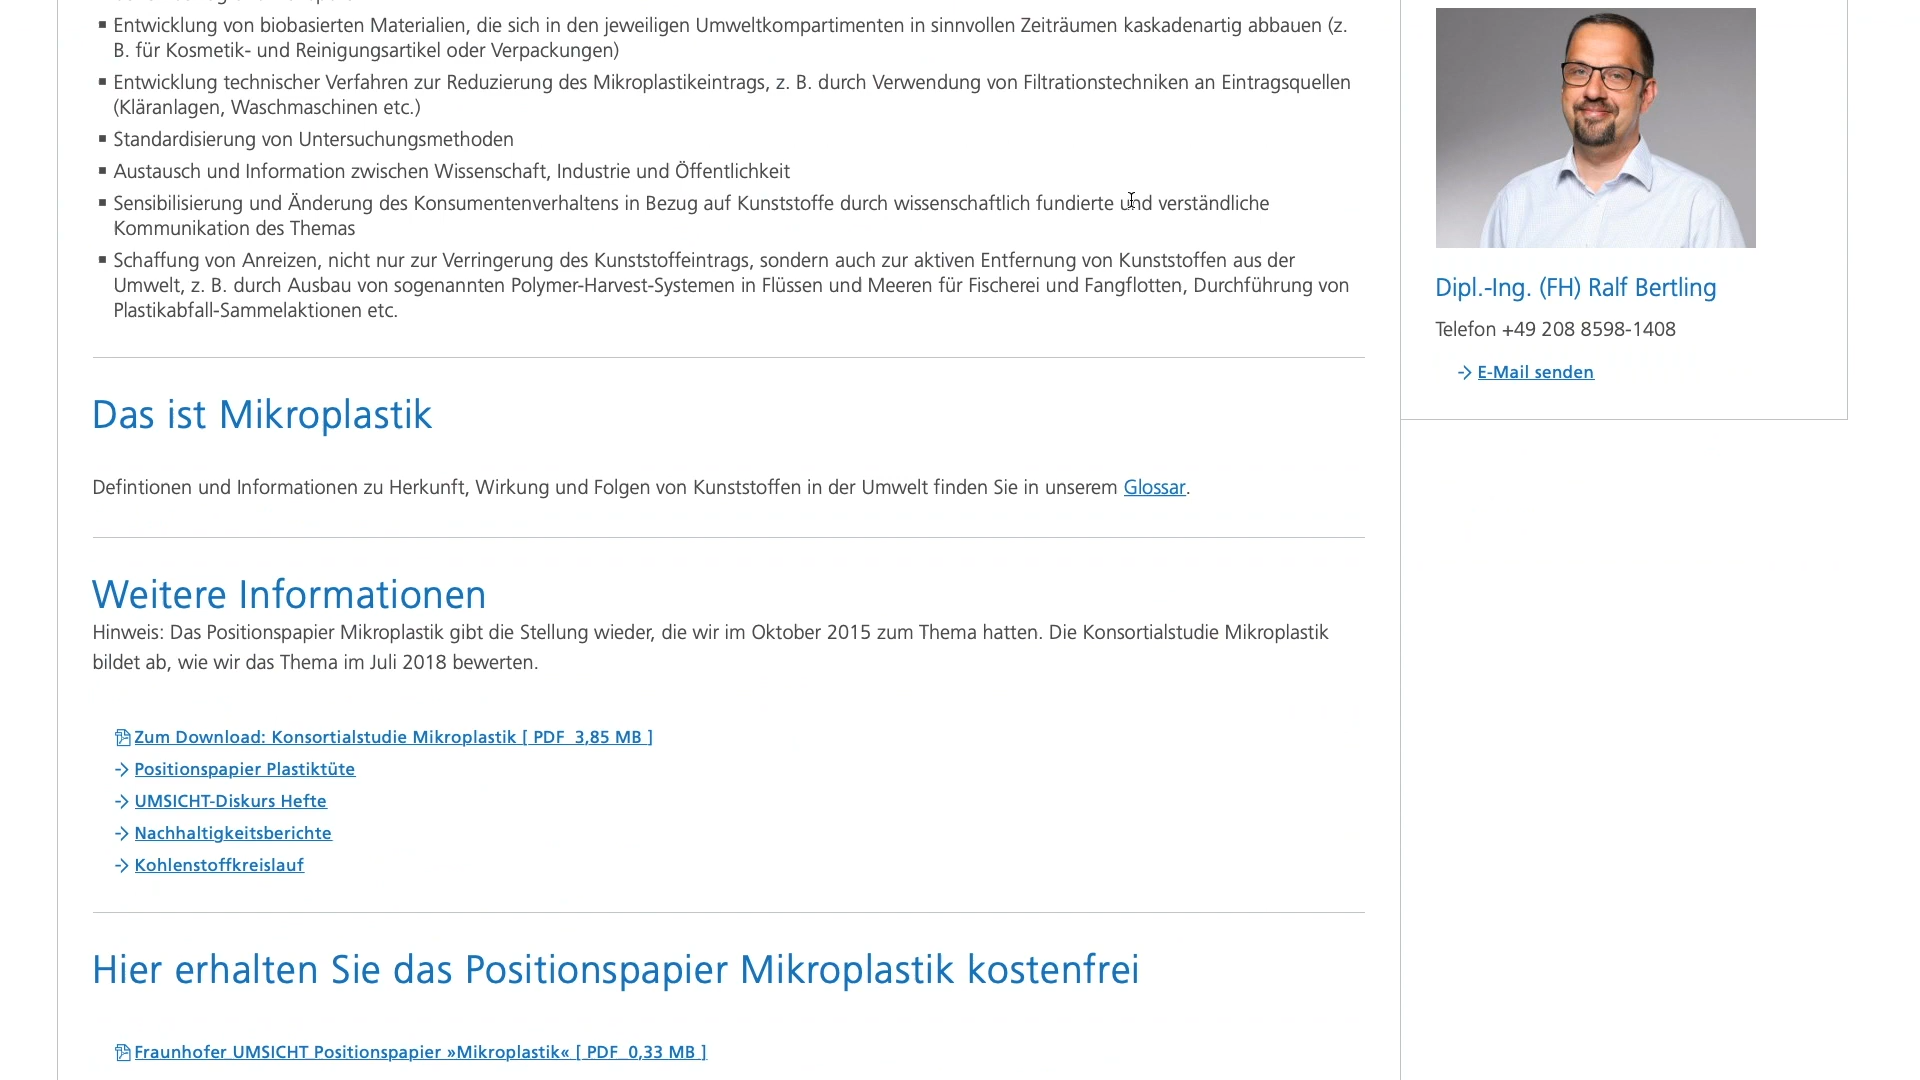 Entwicklung von biobasierten Materialien, die sich in den jeweiligen Umweltkompartimenten in sinnvollen Zeiträumen kaskadenartig abbauen (z.
B. für Kosmetik- und Reinigungsartikel oder Verpackungen)
Entwicklung technischer Verfahren zur Reduzierung des Mikroplastikeintrags, z. B. durch Verwendung von Filtrationstechniken an Eintragsquellen
(Kläranlagen, Waschmaschinen etc.)
Standardisierung von Untersuchungsmethoden
Austausch und Information zwischen Wissenschaft, Industrie und Öffentlichkeit
Sensibilisierung und Änderung des Konsumentenverhaltens in Bezug auf Kunststoffe durch wissenschaftlich fundierte und verständliche
Kommunikation des Themas
Schaffung von Anreizen, nicht nur zur Verringerung des Kunststoffeintrags, sondern auch zur aktiven Entfernung von Kunststoffen aus der
Umwelt, z. B. durch Ausbau von sogenannten Polymer-Harvest-Systemen in Flüssen und Meeren für Fischerei und Fangflotten, Durchführung von
Plastikabfall-Sammelaktionen etc.
Das ist Mikroplastik
Defintionen und Informationen zu Herkunft, Wirkung und Folgen von Kunststoffen in der Umwelt finden Sie in unserem Glossar.
Weitere Informationen
Hinweis: Das Positionspapier Mikroplastik gibt die Stellung wieder, die wir im Oktober 2015 zum Thema hatten. Die Konsortialstudie Mikroplastik
bildet ab, wie wir das Thema im Juli 2018 bewerten.
Zum Download: Konsortialstudie Mikroplastik [ PDF 3,85 MB ]
Positionspapier Plastiktüte
UMSICHT-Diskurs Hefte
Nachhaltigkeitsberichte
Kohlenstoffkreislauf
Hier erhalten Sie das Positionspapier Mikroplastik kostenfrei
Fraunhofer UMSICHT Positionspapier »Mikroplastik« [ PDF 0,33 MB ]
Dipl.-Ing. (FH) Ralf Bertling
Telefon +49 208 8598-1408
E-Mail senden